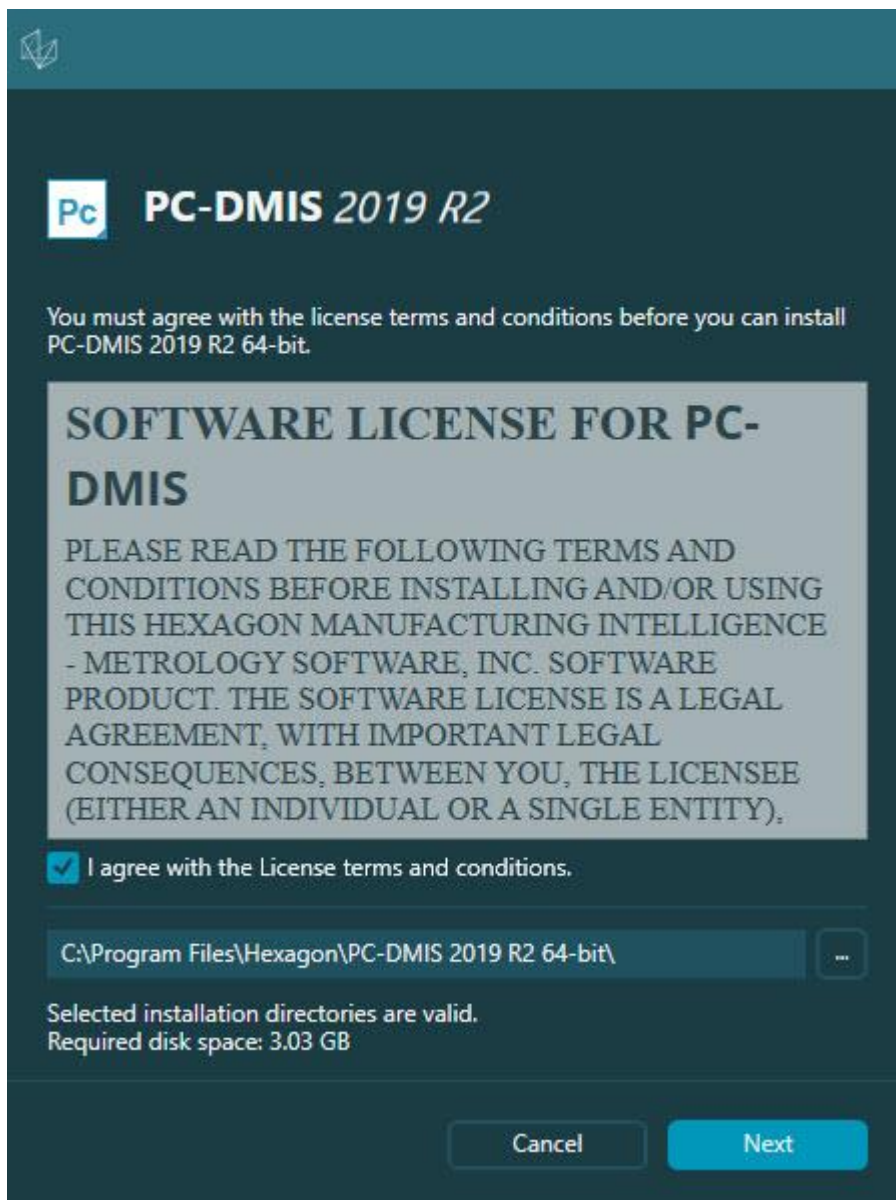 Pc PC-DMIS 2019 R2
You must agree with the license terms and conditions before you can install
PC-DMIS 2019 R2 64-bit.
SOFTWARE LICENSE FOR PC-
DMIS
PLEASE READ THE FOLLOWING TERMS AND
CONDITIONS BEFORE INSTALLING AND/OR USING
THIS HEXAGON MANUFACTURING INTELLIGENCE
- METROLOGY SOFTWARE, INC. SOFTWARE
PRODUCT. THE SOFTWARE LICENSE IS A LEGAL
AGREEMENT, WITH IMPORTANT LEGAL
CONSEQUENCES, BETWEEN YOU, THE LICENSEE
(EITHER AN INDIVIDUAL OR A SINGLE ENTITY),
I agree with the License terms and conditions.
C:\Program Files\Hexagon\PC-DMIS 2019 R2 64-bit\ ...
Selected installation directories are valid.
Required disk space: 3.03 GB
Cancel Next